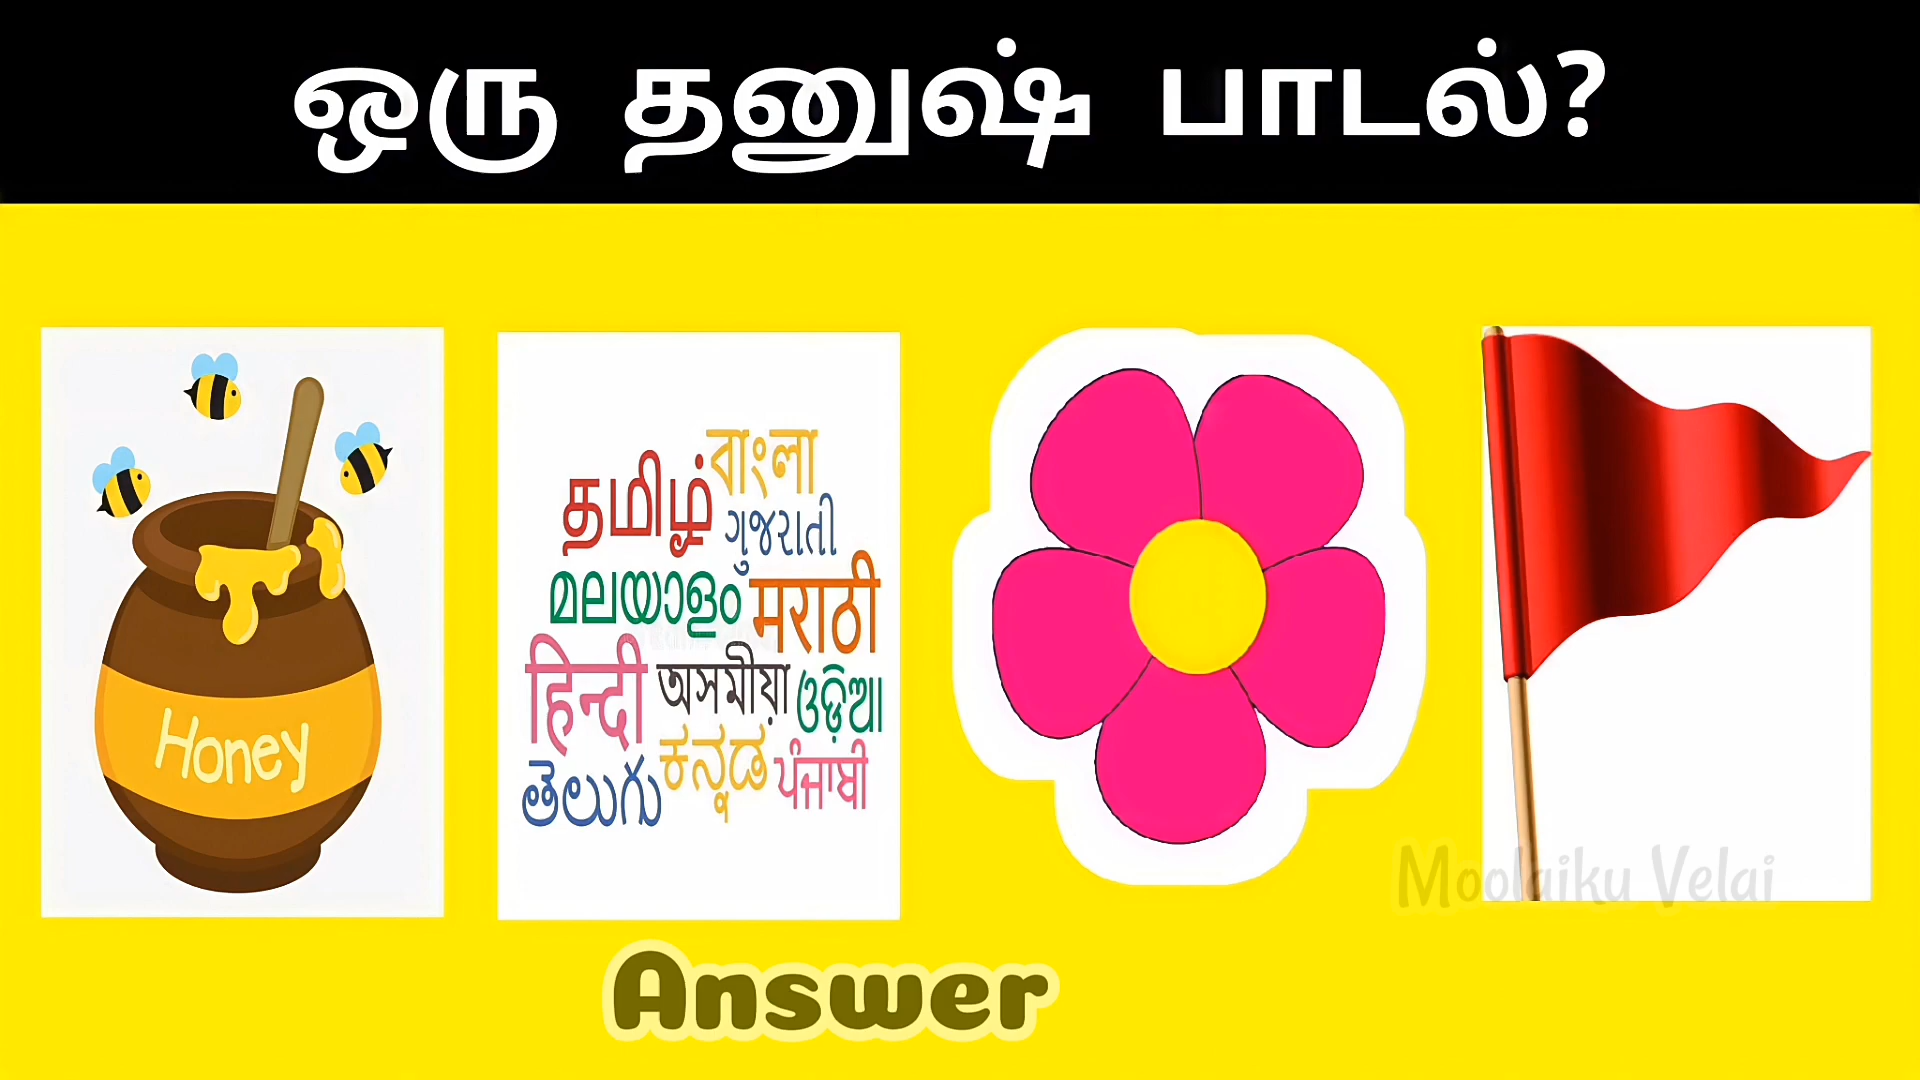 ஒரு தனுஷ் பாடல்?
Honey
বাংলা
தமிழ்
ગુજરાતી
മലയാളം
मराठी
हिन्दी
অসমীয়া
ଓଡ଼ିଆ
తెలుగు
ಕನ್ನಡ
ਪੰਜਾਬੀ
Moolaiku Velai
Answer